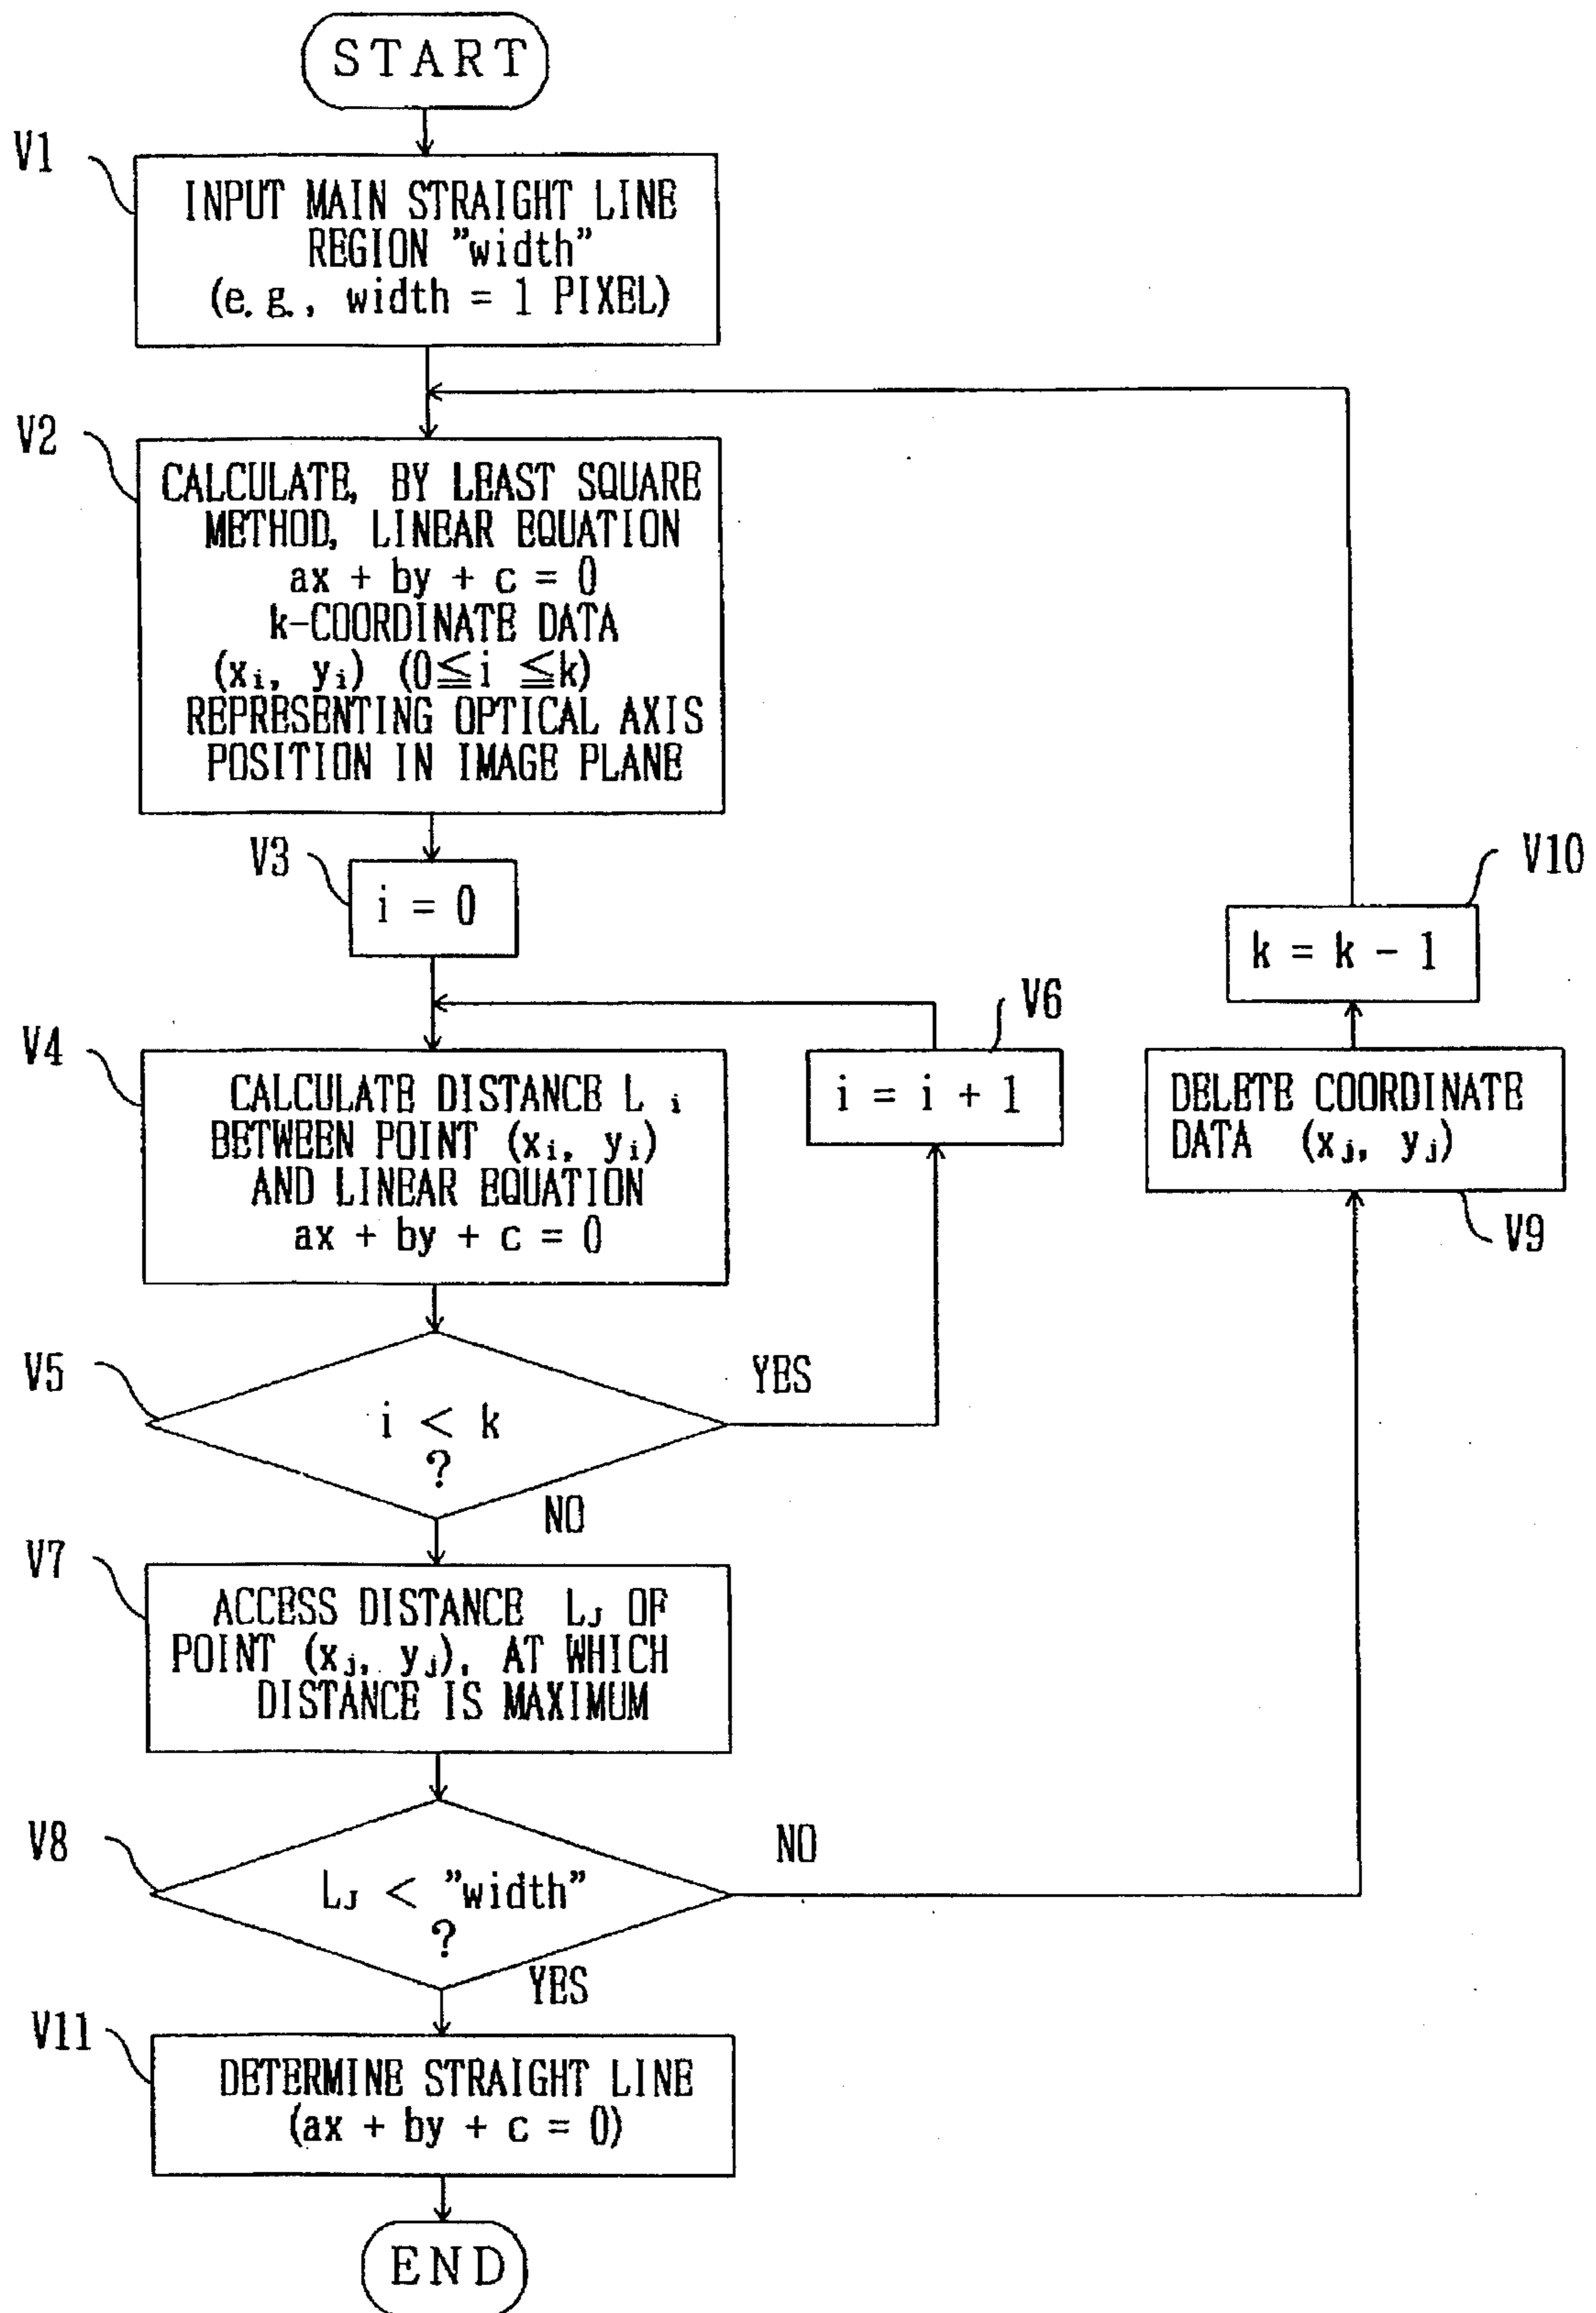 START
V1
INPUT MAIN STRAIGHT LINE
REGION "width"
(e.g., width = 1 PIXEL)
V2
CALCULATE, BY LEAST SQUARE
METHOD, LINEAR EQUATION
ax + by + c = 0
k-COORDINATE DATA
(xi, yi) (0≦i ≦k)
REPRESENTING OPTICAL AXIS
POSITION IN IMAGE PLANE
V3
i = 0
V10
k = k - 1
V6
i = i + 1
V4
CALCULATE DISTANCE L i
BETWEEN POINT (xi, yi)
AND LINEAR EQUATION
ax + by + c = 0
DELETE COORDINATE
DATA (xj, yj)
V9
V5
i < k
?
YES
NO
V7
ACCESS DISTANCE LJ OF
POINT (xj, yj), AT WHICH
DISTANCE IS MAXIMUM
V8
LJ < "width"
?
NO
YES
V11
DETERMINE STRAIGHT LINE
(ax + by + c = 0)
END